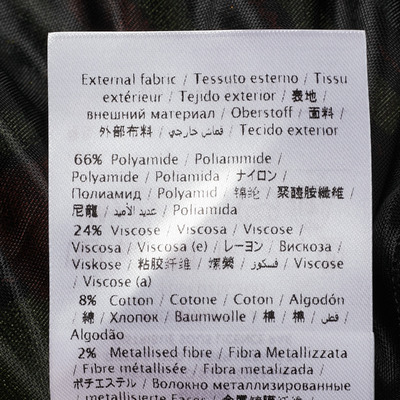 External fabric / Tessuto esterno / Tissu
extérieur / Tejido exterior / 表地 /
внешний материал / Oberstoff / 面料 /
外部布料 / قماش خارجي / Tecido exterior
66% Polyamide / Poliammide /
Polyamide / Poliamida / ナイロン /
Полиамид / Polyamid / 锦纶 / 聚醯胺纖維 /
尼龍 / عديد الأميد / Poliamida
24% Viscose / Viscosa / Viscose /
Viscosa / Viscosa (e) / レーヨン / Вискоза /
Viskose / 粘胶纤维 / 嫘縈 / فسكوز / Viscose
/ Viscose (a)
8% Cotton / Cotone / Coton / Algodón
/ 綿 / Хлопок / Baumwolle / 棉 / 棉 / قطن /
Algodão
2% Metallised fibre / Fibra Metallizzata
/ Fibre métallisée / Fibra metalizada /
ポチエステル / Волокно металлизированные
/ metallisierte Faser /